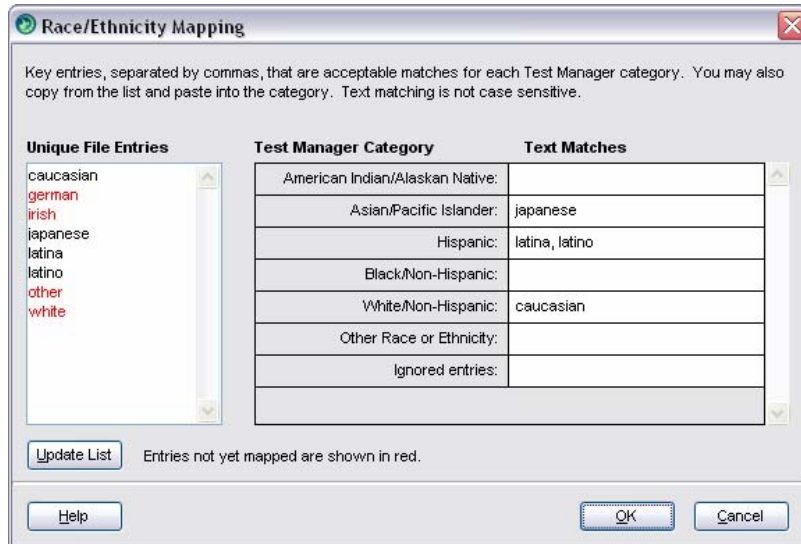 Race/Ethnicity Mapping
Key entries, separated by commas, that are acceptable matches for each Test Manager category. You may also
copy from the list and paste into the category. Text matching is not case sensitive.
Unique File Entries
caucasian
german
irish
japanese
latina
latino
other
white
Test Manager Category Text Matches
American Indian/Alaskan Native:
Asian/Pacific Islander: japanese
Hispanic: latina, latino
Black/Non-Hispanic:
White/Non-Hispanic: caucasian
Other Race or Ethnicity:
Ignored entries:
Update List Entries not yet mapped are shown in red.
Help OK Cancel